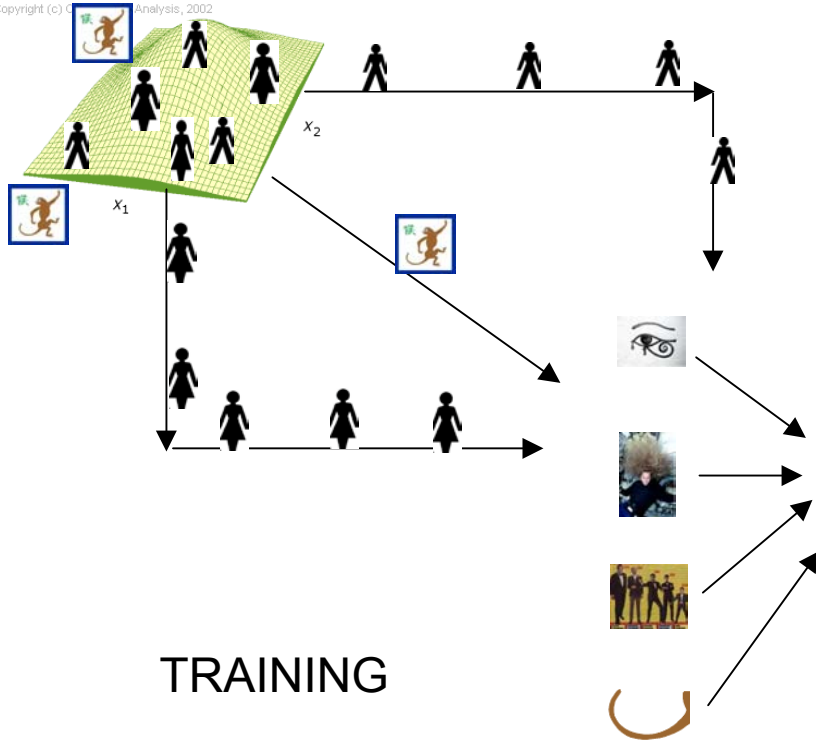 Copyright (c)
Analysis, 2002
x₂
x₁
TRAINING